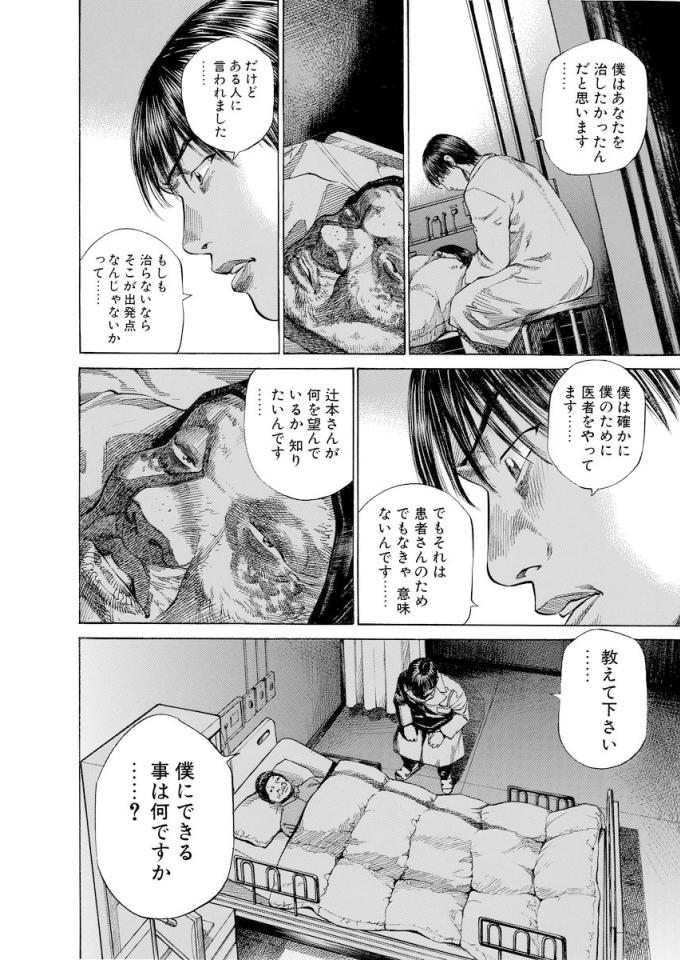 僕はあなたを
治したかったん
だと思います
……
だけど
ある人に
言われました
……
もしも
治らないなら
そこが出発点
なんじゃないか
って……
僕は確かに
僕のために
医者をやって
ます……
でもそれは
患者さんのため
でもなきゃ 意味
ないんです……
辻本さんが
何を望んで
いるか 知り
たいんです
……
教えて下さい
僕にできる
事は何ですか
……？